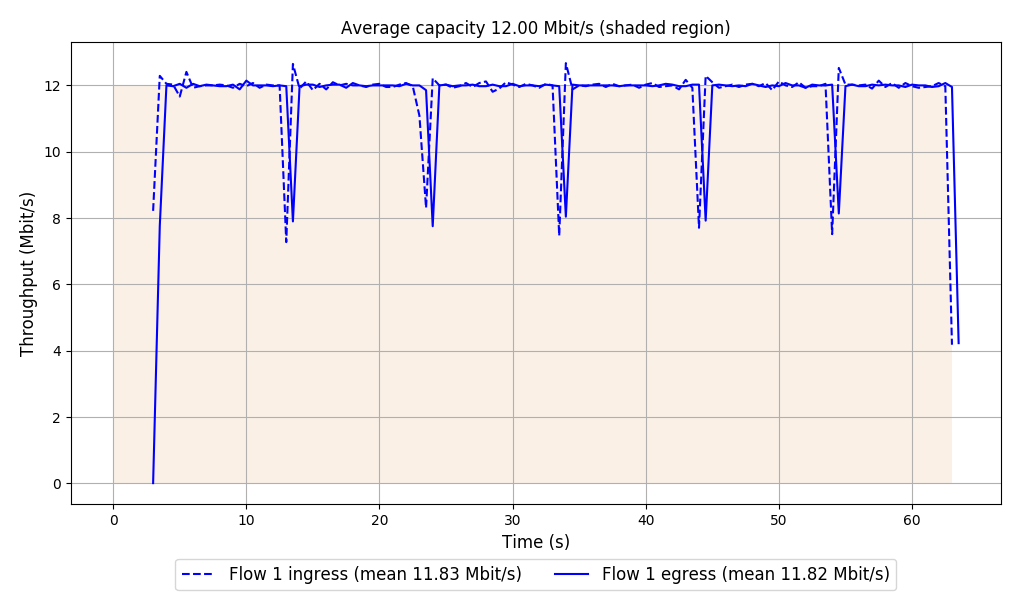 Average capacity 12.00 Mbit/s (shaded region)
Throughput (Mbit/s)
12
10
8
6
4
2
0
0 10 20 30 40 50 60
Time (s)
Flow 1 ingress (mean 11.83 Mbit/s) Flow 1 egress (mean 11.82 Mbit/s)